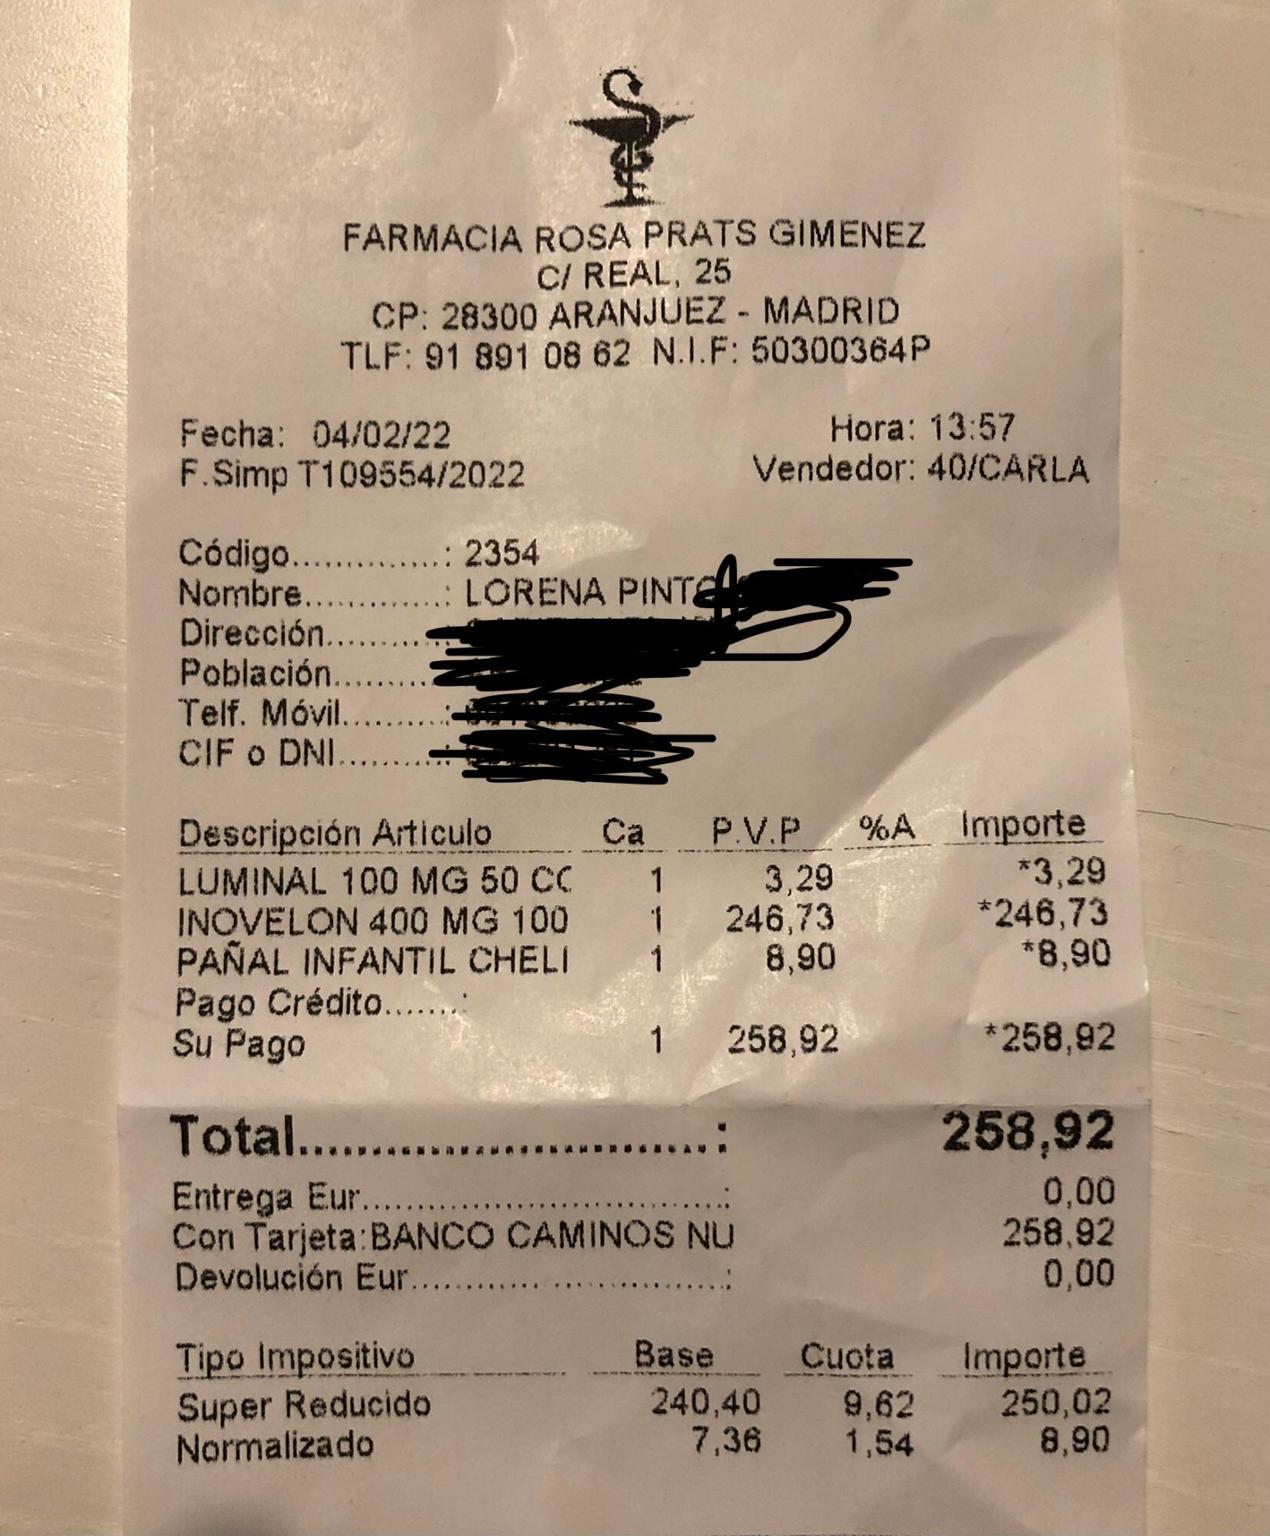 FARMACIA ROSA PRATS GIMENEZ
C/ REAL, 25
CP: 28300 ARANJUEZ - MADRID
TLF: 91 891 08 62 N.I.F: 50300364P
Fecha: 04/02/22 Hora: 13:57
F.Simp T109554/2022 Vendedor: 40/CARLA
Código..............: 2354
Nombre.............: LORENA PINTO
Dirección..........:
Población..........
Telf. Móvil..........:
CIF o DNI..........:
Descripción Artículo Ca P.V.P %A Importe
LUMINAL 100 MG 50 CC 1 3,29 *3,29
INOVELON 400 MG 100 1 246,73 *246,73
PAÑAL INFANTIL CHELI 1 8,90 *8,90
Pago Crédito.......:
Su Pago 1 258,92 *258,92
Total..............................: 258,92
Entrega Eur.................................: 0,00
Con Tarjeta:BANCO CAMINOS NU 258,92
Devolución Eur............ .................: 0,00
Tipo Impositivo Base Cuota Importe
Super Reducido 240,40 9,62 250,02
Normalizado 7,36 1,54 8,90